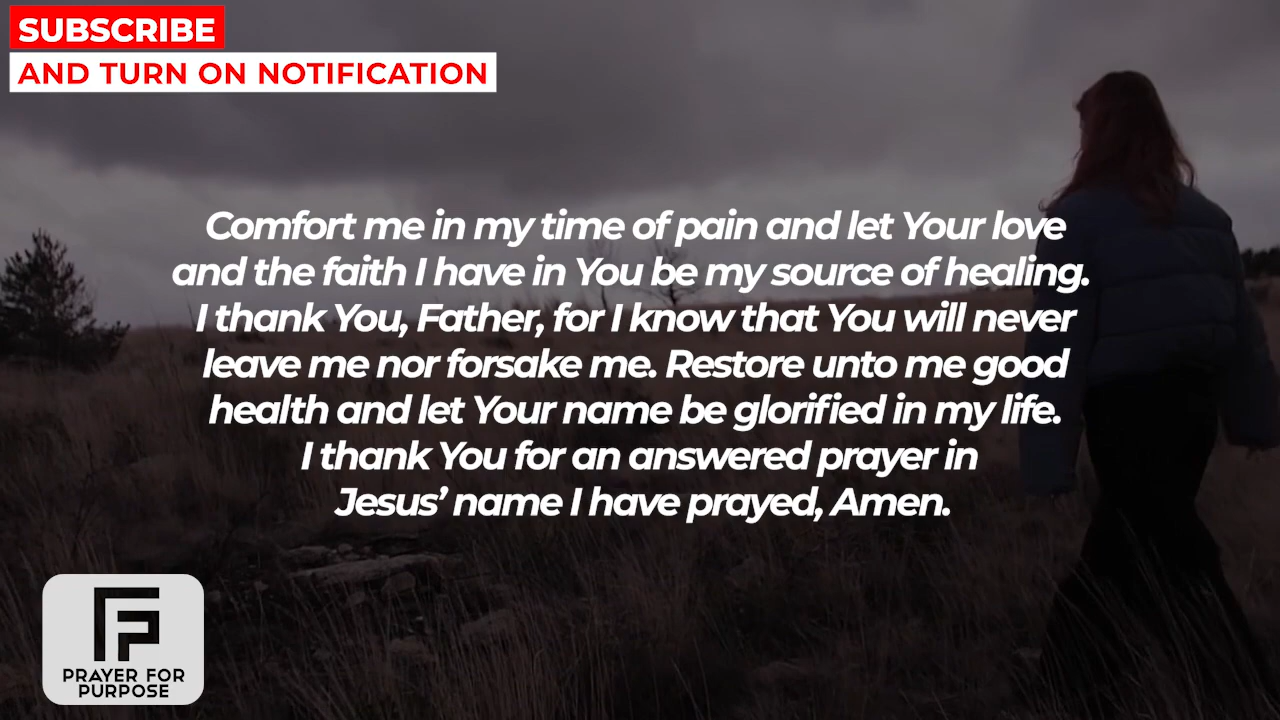 SUBSCRIBE
AND TURN ON NOTIFICATION
Comfort me in my time of pain and let Your love
and the faith I have in You be my source of healing.
I thank You, Father, for I know that You will never
leave me nor forsake me. Restore unto me good
health and let Your name be glorified in my life.
I thank You for an answered prayer in
Jesus’ name I have prayed, Amen.
PRAYER FOR
PURPOSE